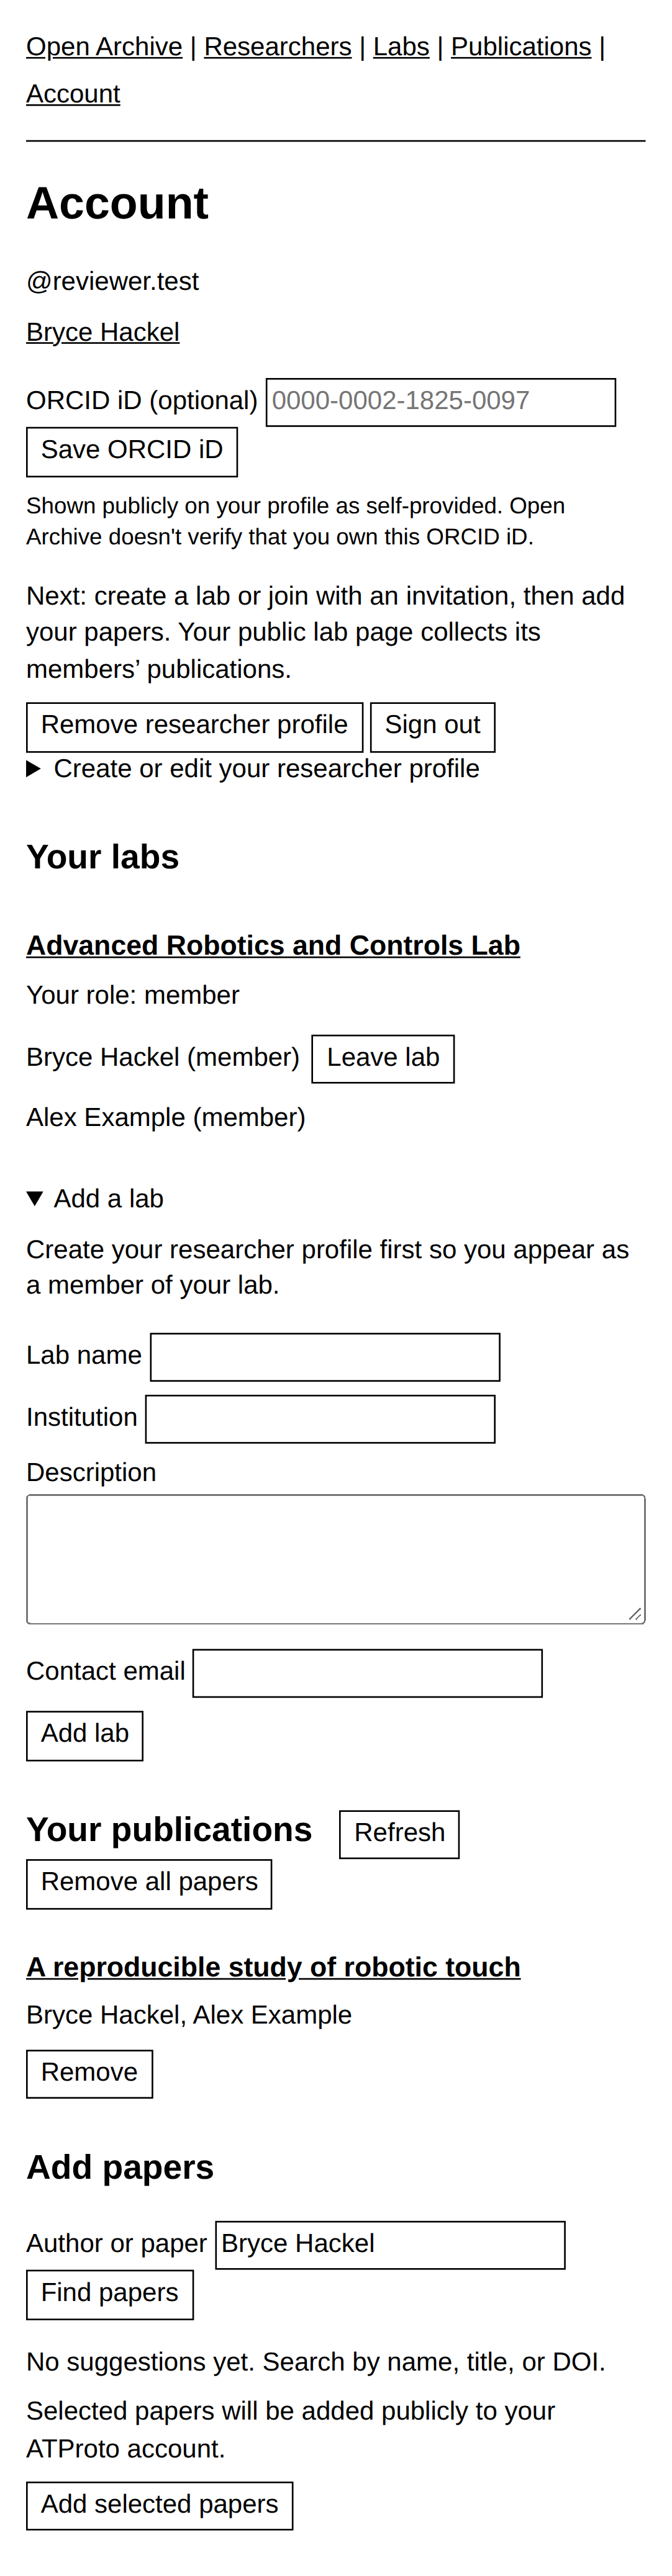 Open Archive | Researchers | Labs | Publications |
Account
Account
@reviewer.test
Bryce Hackel
ORCID iD (optional) 0000-0002-1825-0097
Save ORCID iD
Shown publicly on your profile as self-provided. Open
Archive doesn't verify that you own this ORCID iD.
Next: create a lab or join with an invitation, then add
your papers. Your public lab page collects its
members’ publications.
Remove researcher profile Sign out
Create or edit your researcher profile
Your labs
Advanced Robotics and Controls Lab
Your role: member
Bryce Hackel (member) Leave lab
Alex Example (member)
Add a lab
Create your researcher profile first so you appear as
a member of your lab.
Lab name
Institution
Description
Contact email
Add lab
Your publications Refresh
Remove all papers
A reproducible study of robotic touch
Bryce Hackel, Alex Example
Remove
Add papers
Author or paper Bryce Hackel
Find papers
No suggestions yet. Search by name, title, or DOI.
Selected papers will be added publicly to your
ATProto account.
Add selected papers